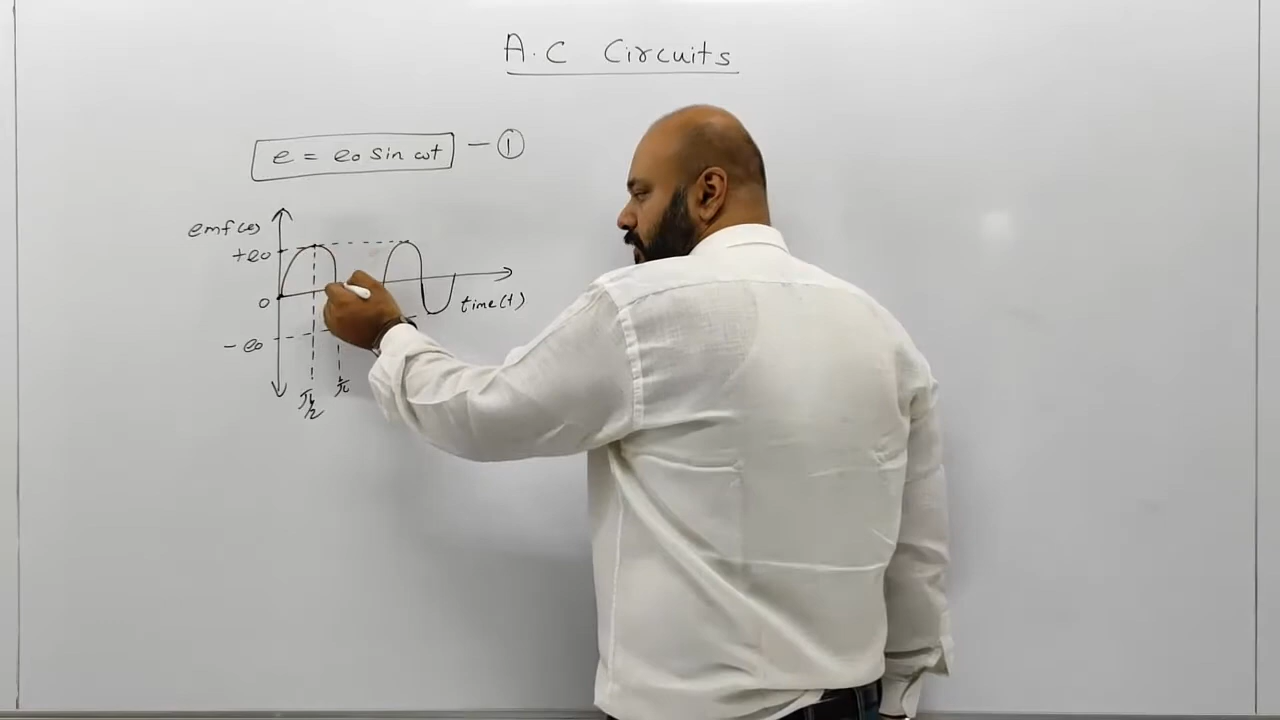 A.C Circuits
e = e₀ sin ωt — ①
emf(e)
+e₀
0
time(t)
-e₀
π
π/2